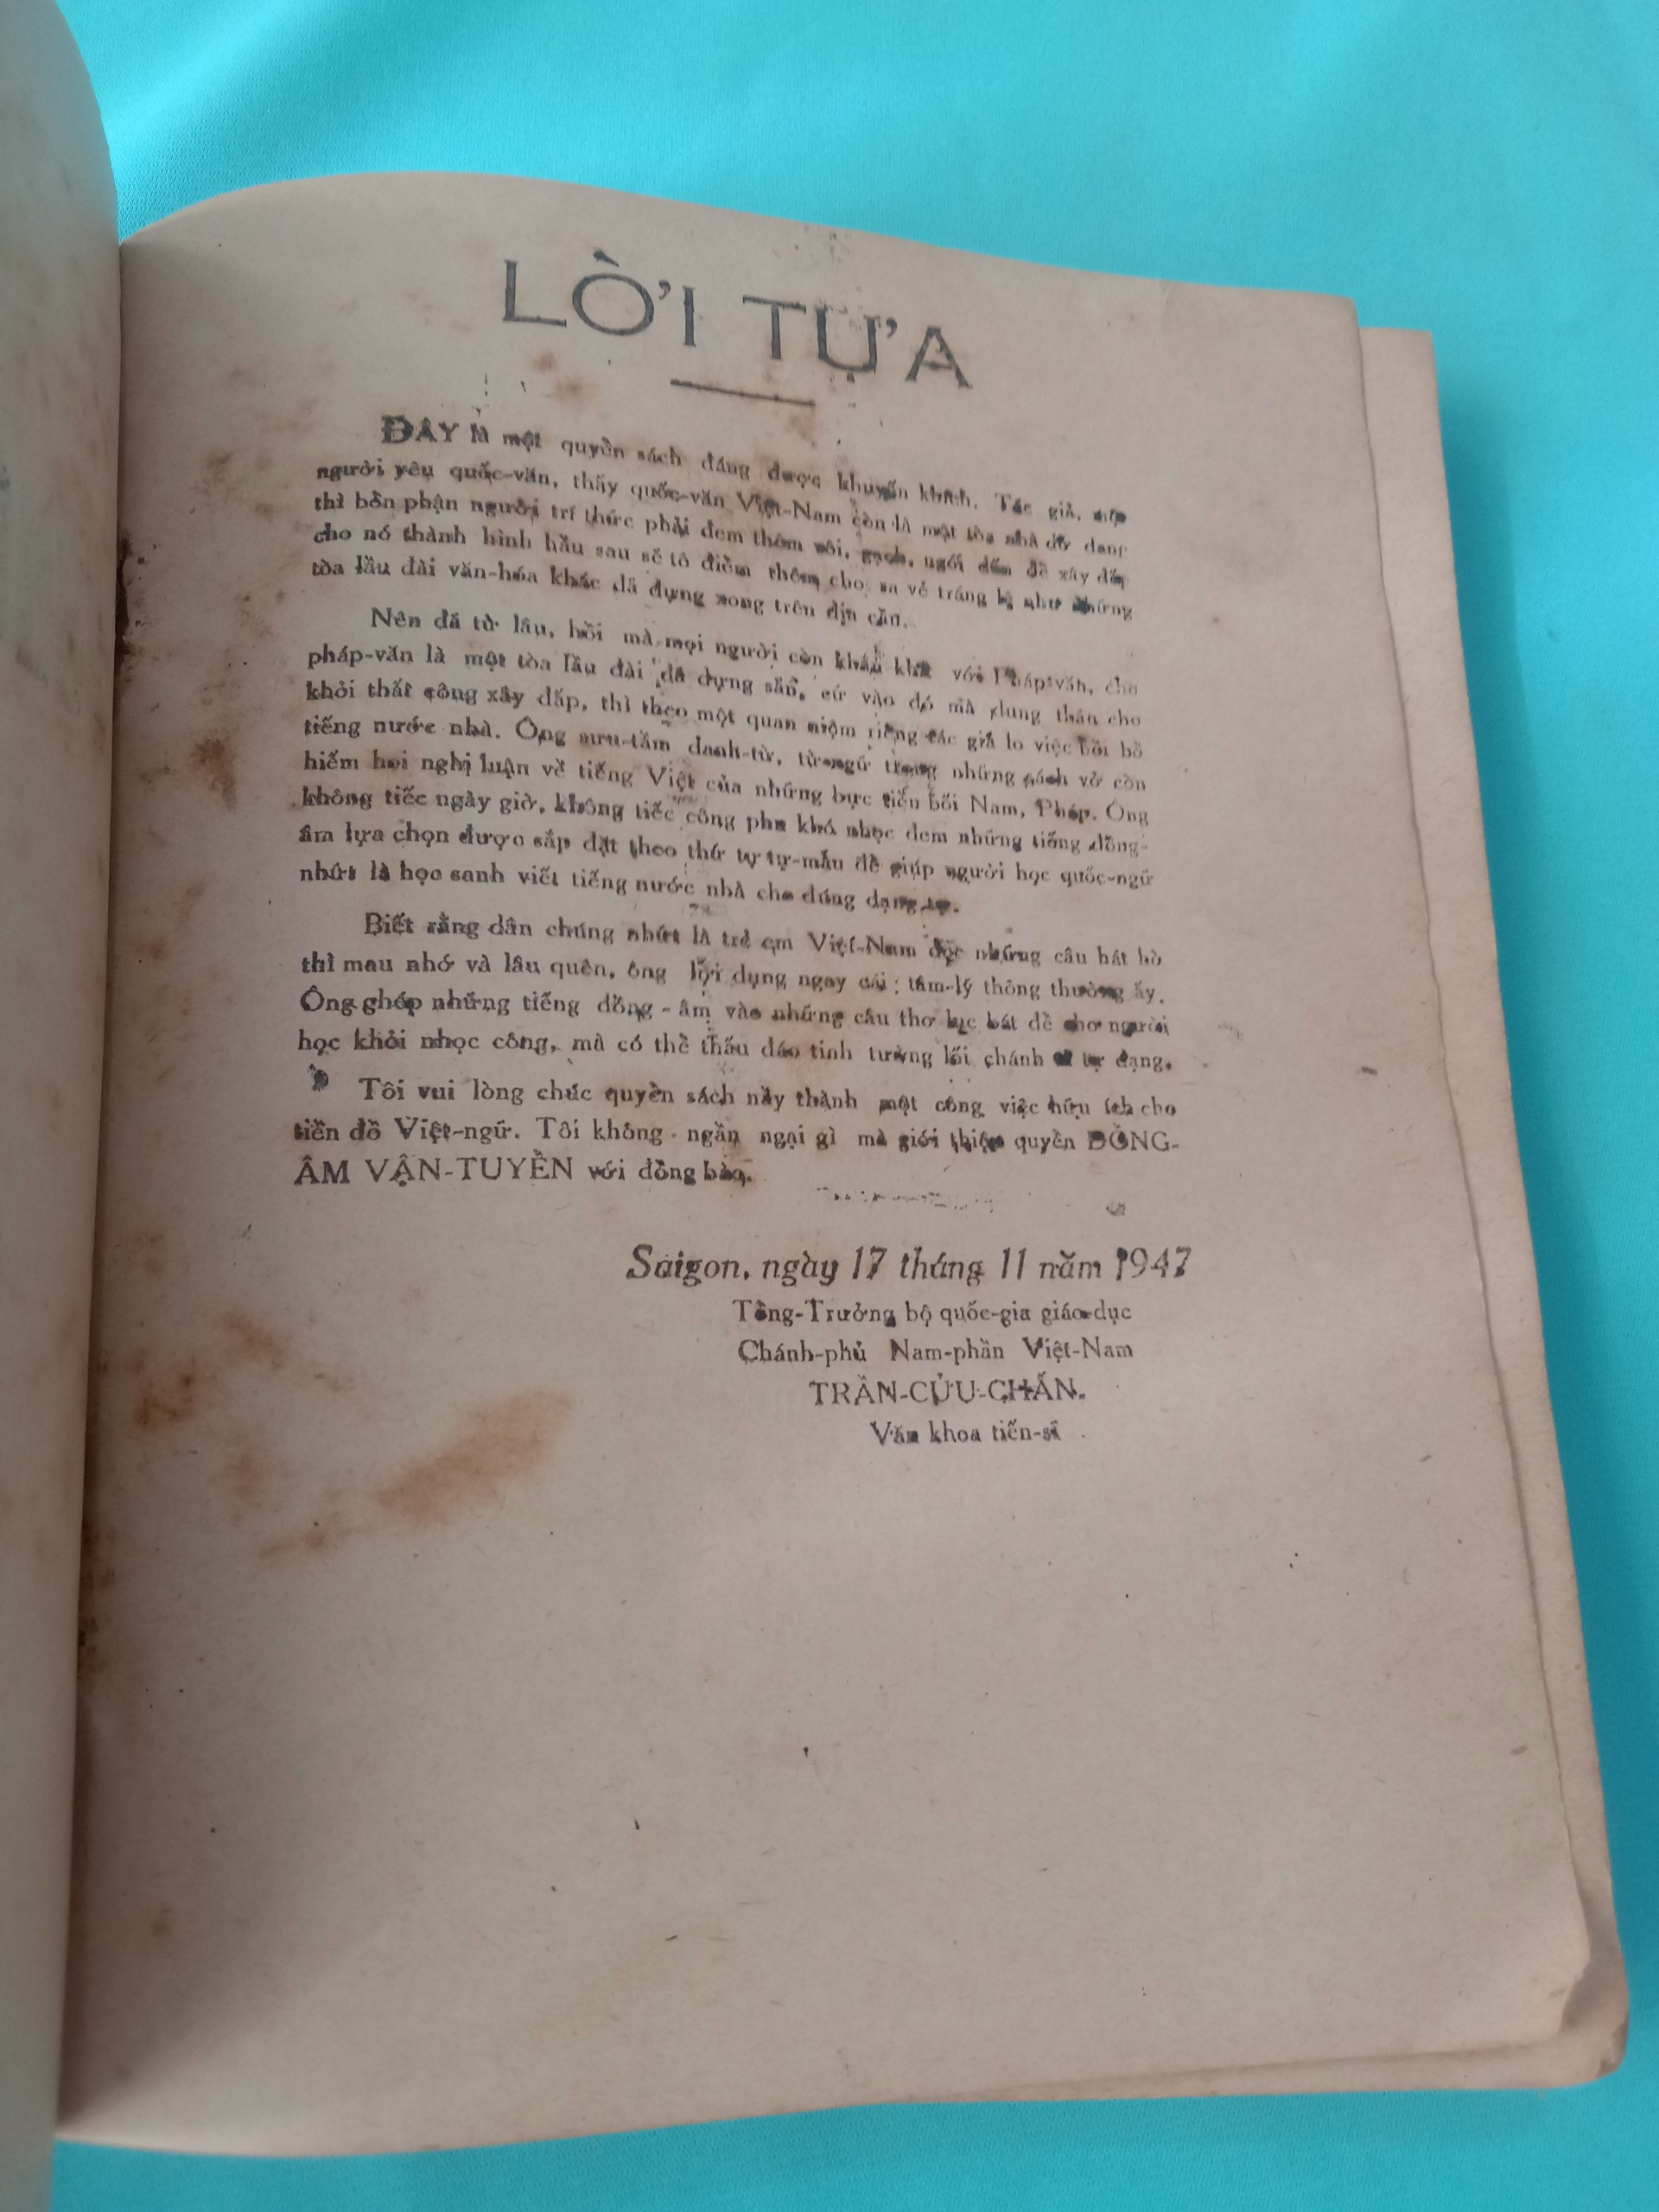 LỜI TỰA
ĐÂY là một quyển sách đáng được khuyến khích. Tác giả, một
người yêu quốc-văn, thấy quốc-văn Việt-Nam còn là một tòa nhà dở dang
thì bổn phận người trí thức phải đem thêm vôi, gạch, ngói đến để xây đắp
cho nó thành hình hầu sau sẽ tô điểm thêm cho ra vẻ tráng lệ như những
tòa lầu đài văn-hóa khác đã dựng xong trên địa cầu.
Nên đã từ lâu, hồi mà mọi người còn khắn khít với Pháp-văn, cho
pháp-văn là một tòa lầu đài đã dựng sẵn, cứ vào đó mà dung thân cho
khỏi thất công xây đắp, thì theo một quan niệm riêng tác giả lo việc bồi bổ
tiếng nước nhà. Ông sưu-tầm danh-từ, từ-ngữ trong những sách vở còn
hiếm hoi nghị luận về tiếng Việt của những bực tiền bối Nam, Pháp. Ông
không tiếc ngày giờ, không tiếc công phu khó nhọc đem những tiếng đồng-
âm lựa chọn được sắp đặt theo thứ tự tự-mẫu để giúp người học quốc-ngữ
nhứt là học sanh viết tiếng nước nhà cho đúng dạng tự.
Biết rằng dân chúng nhứt là trẻ em Việt-Nam đọc những câu hát hò
thì mau nhớ và lâu quên, ông lợi dụng ngay cái tâm-lý thông thường ấy.
Ông ghép những tiếng đồng-âm vào những câu thơ lục bát để cho người
học khỏi nhọc công, mà có thể thấu đáo tinh tường lối chánh tự dạng.
Tôi vui lòng chúc quyển sách nầy thành một công việc hữu ích cho
tiền đồ Việt-ngữ. Tôi không ngần ngại gì mà giới thiệu quyển ĐỒNG-
ÂM VẬN-TUYỂN với đồng bào.
Saigon, ngày 17 tháng 11 năm 1947
Tổng-Trưởng bộ quốc-gia giáo-dục
Chánh-phủ Nam-phần Việt-Nam
TRẦN-CỬU-CHẤN.
Văn khoa tiến-sĩ